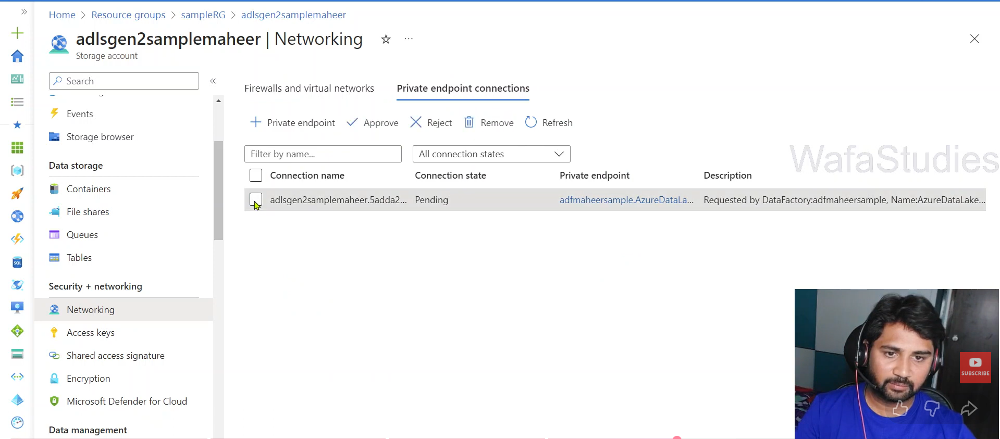 Home > Resource groups > sampleRG > adlsgen2samplemaheer
adlsgen2samplemaheer | Networking
Storage account
Search
Events
Storage browser
Data storage
Containers
File shares
Queues
Tables
Security + networking
Networking
Access keys
Shared access signature
Encryption
Microsoft Defender for Cloud
Data management
Firewalls and virtual networks Private endpoint connections
Private endpoint Approve Reject Remove Refresh
Filter by name... All connection states
Connection name Connection state Private endpoint Description
adlsgen2samplemaheer.5adda2... Pending adfmaheersample.AzureDataLa... Requested by DataFactory:adfmaheersample, Name:AzureDataLake...
WafaStudies
SQL
SUBSCRIBE